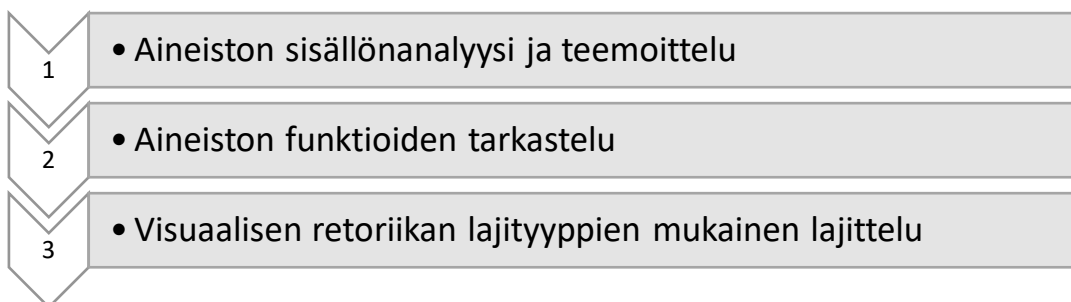 1
• Aineiston sisällönanalyysi ja teemoittelu
2
• Aineiston funktioiden tarkastelu
3
• Visuaalisen retoriikan lajityyppien mukainen lajittelu